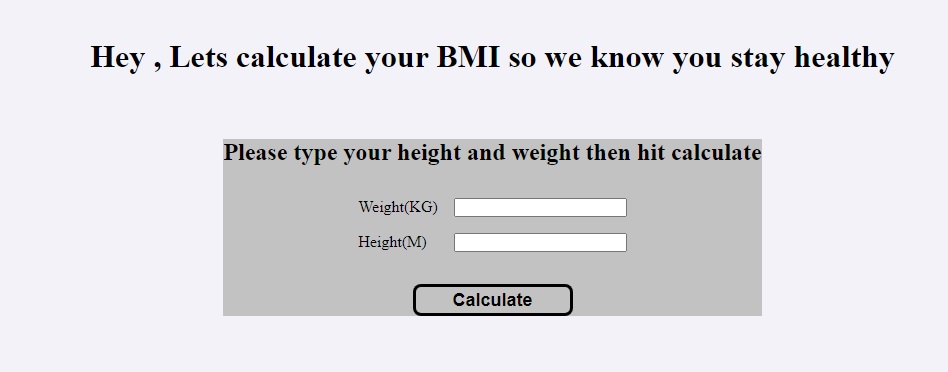 Hey , Lets calculate your BMI so we know you stay healthy
Please type your height and weight then hit calculate
Weight(KG)
Height(M)
Calculate